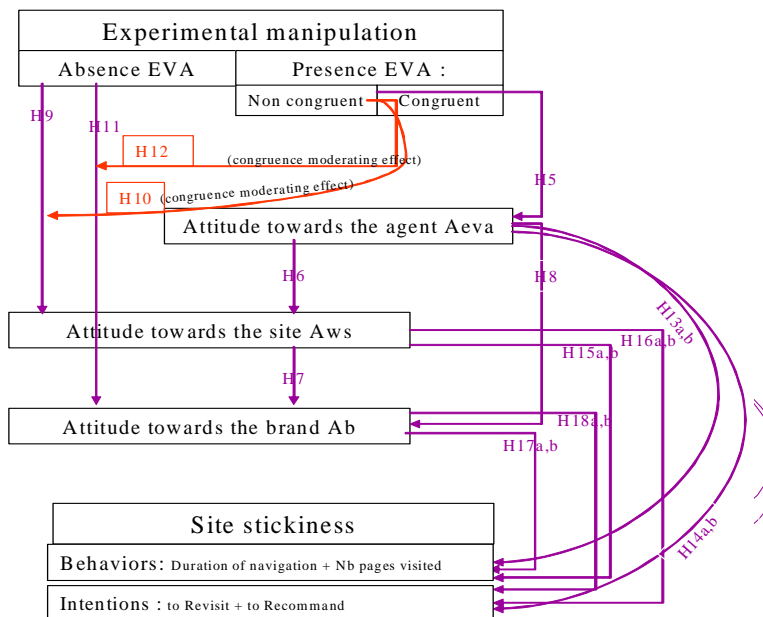 Experimental manipulation
Absence EVA
Presence EVA :
Non congruent
Congruent
H9
H11
H12
(congruence moderating effect)
H10
(congruence moderating effect)
H5
Attitude towards the agent Aeva
H6
H8
H13a,b
Attitude towards the site Aws
H16a,b
H15a,b
H7
Attitude towards the brand Ab
H18a,b
H17a,b
Site stickiness
H14a,b
Behaviors: Duration of navigation + Nb pages visited
Intentions : to Revisit + to Recommand